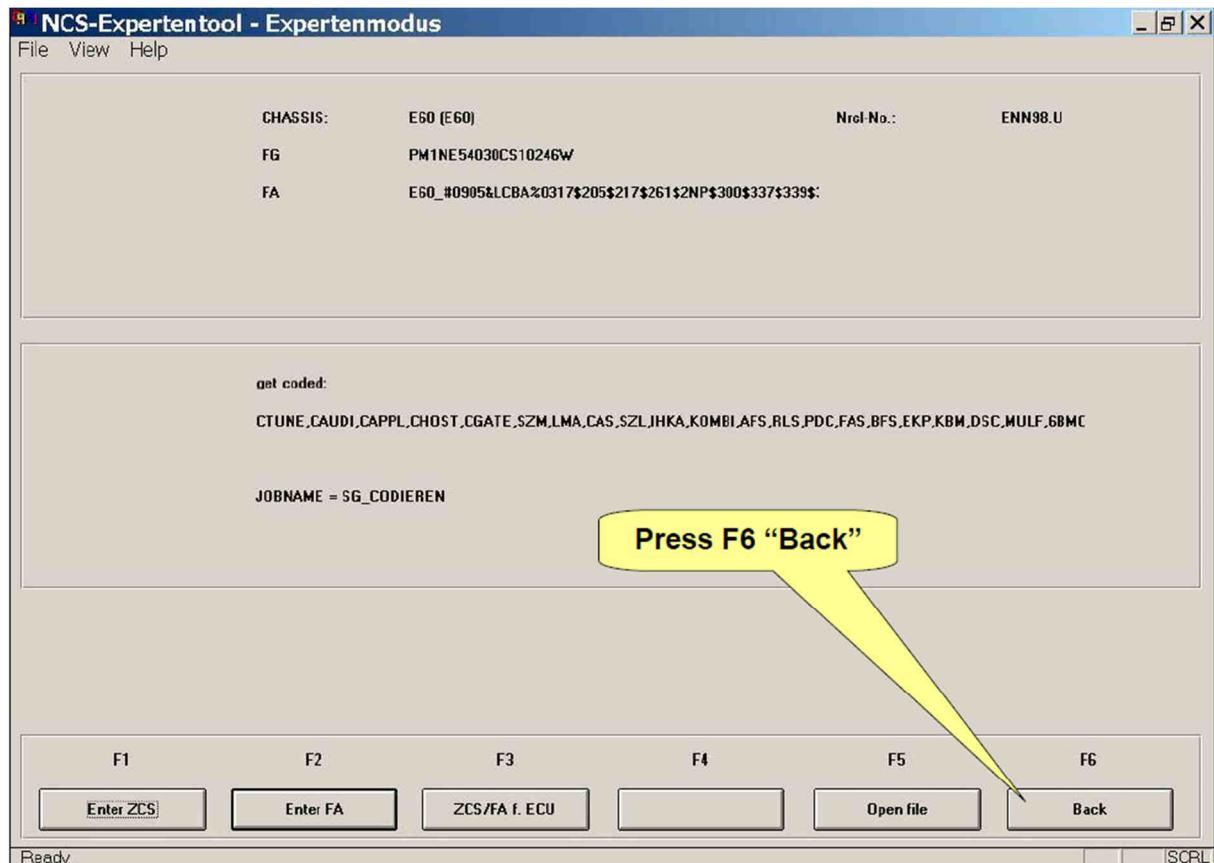 NCS-Expertentool - Expertenmodus
File View Help
CHASSIS: E60 (E60) Nrcl-No.: ENN98.U
FG PM1NE54030CS10246W
FA E60_#0905&LCBA%0317$205$217$261$2NP$300$337$339$
get coded:
CTUNE,CAUDI,CAPPL,CHOST,CGATE,SZM,LMA,CAS,SZL,IHKA,KOMBI,AFS,RLS,PDC,FAS,BFS,EKP,KBM,DSC,MULF,6BMC
JOBNAME = SG_CODIEREN
Press F6 “Back”
F1 F2 F3 F4 F5 F6
Enter ZCS Enter FA ZCS/FA f. ECU Open file Back
Ready SCRL